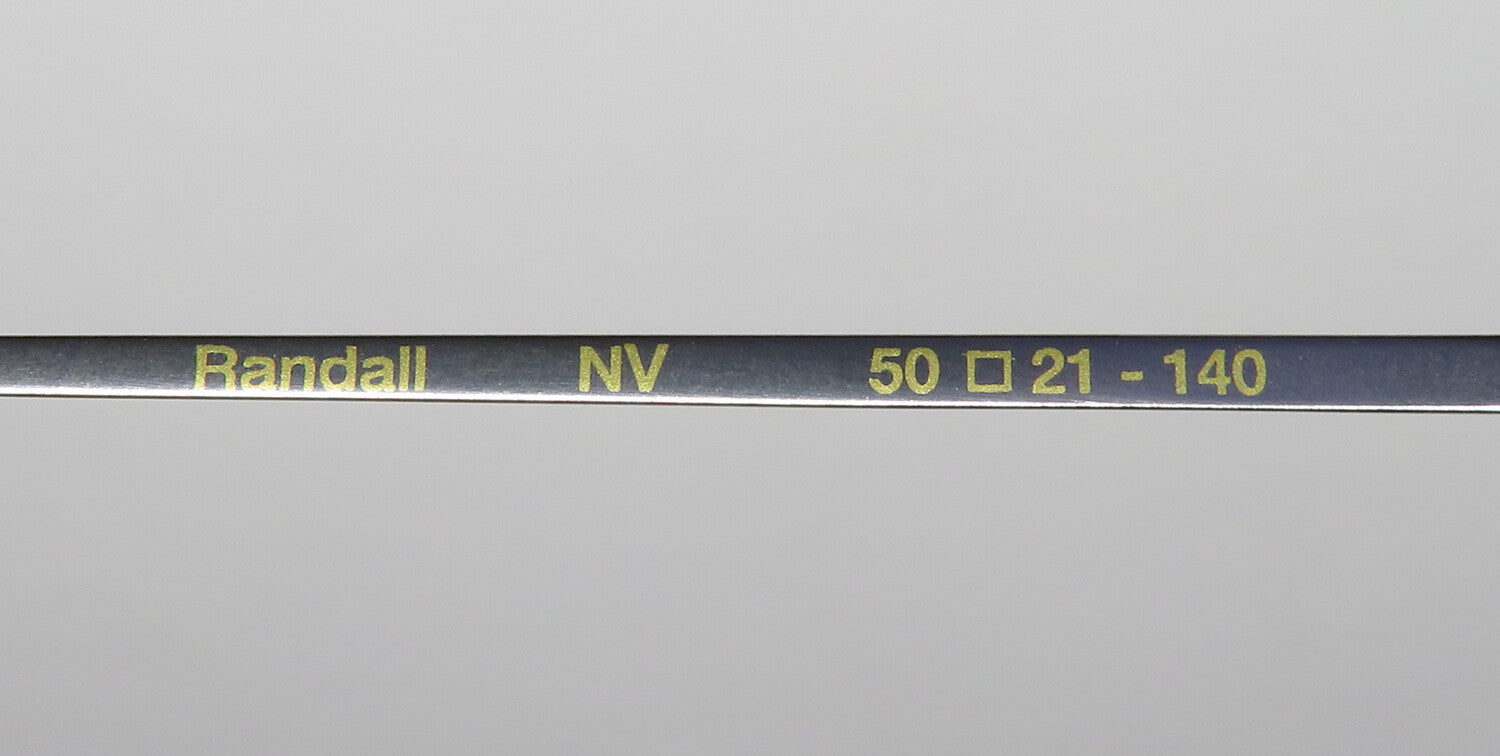 Randall NV 50 □ 21 - 140